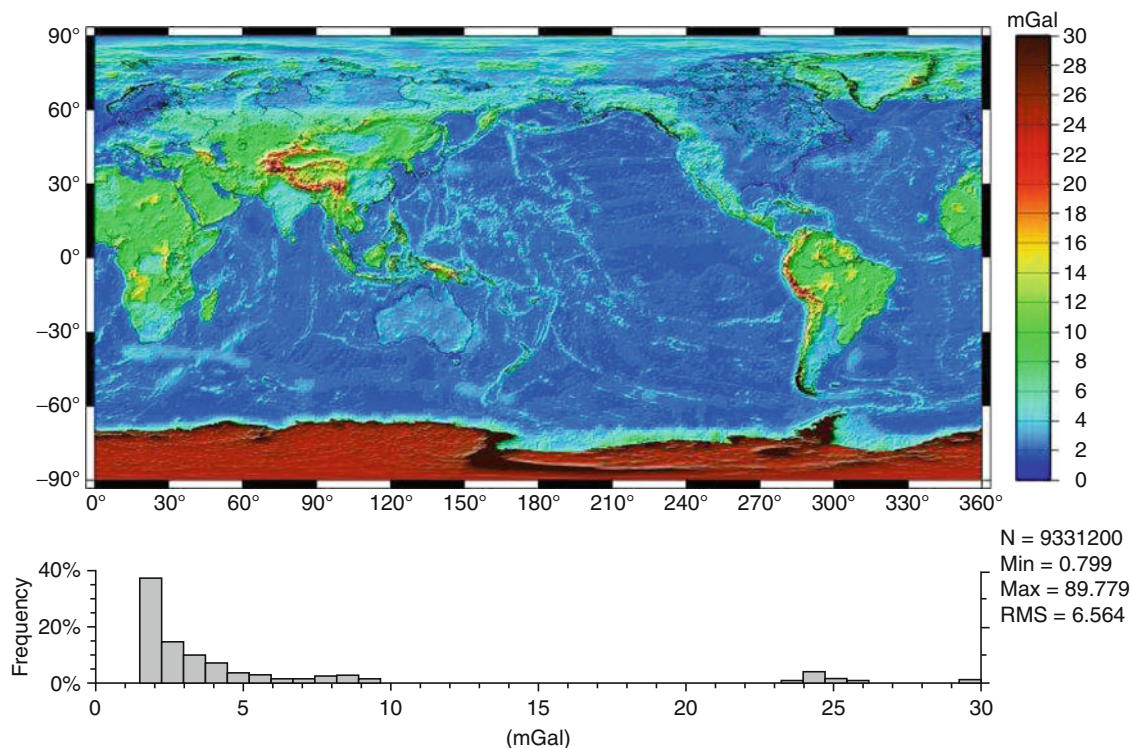 mGal
90°
60°
30°
0°
−30°
−60°
−90°
0° 30° 60° 90° 120° 150° 180° 210° 240° 270° 300° 330° 360°
30
28
26
24
22
20
18
16
14
12
10
8
6
4
2
0
N = 9331200
Min = 0.799
Max = 89.779
RMS = 6.564
Frequency
40%
20%
0%
0 5 10 15 20 25 30
(mGal)